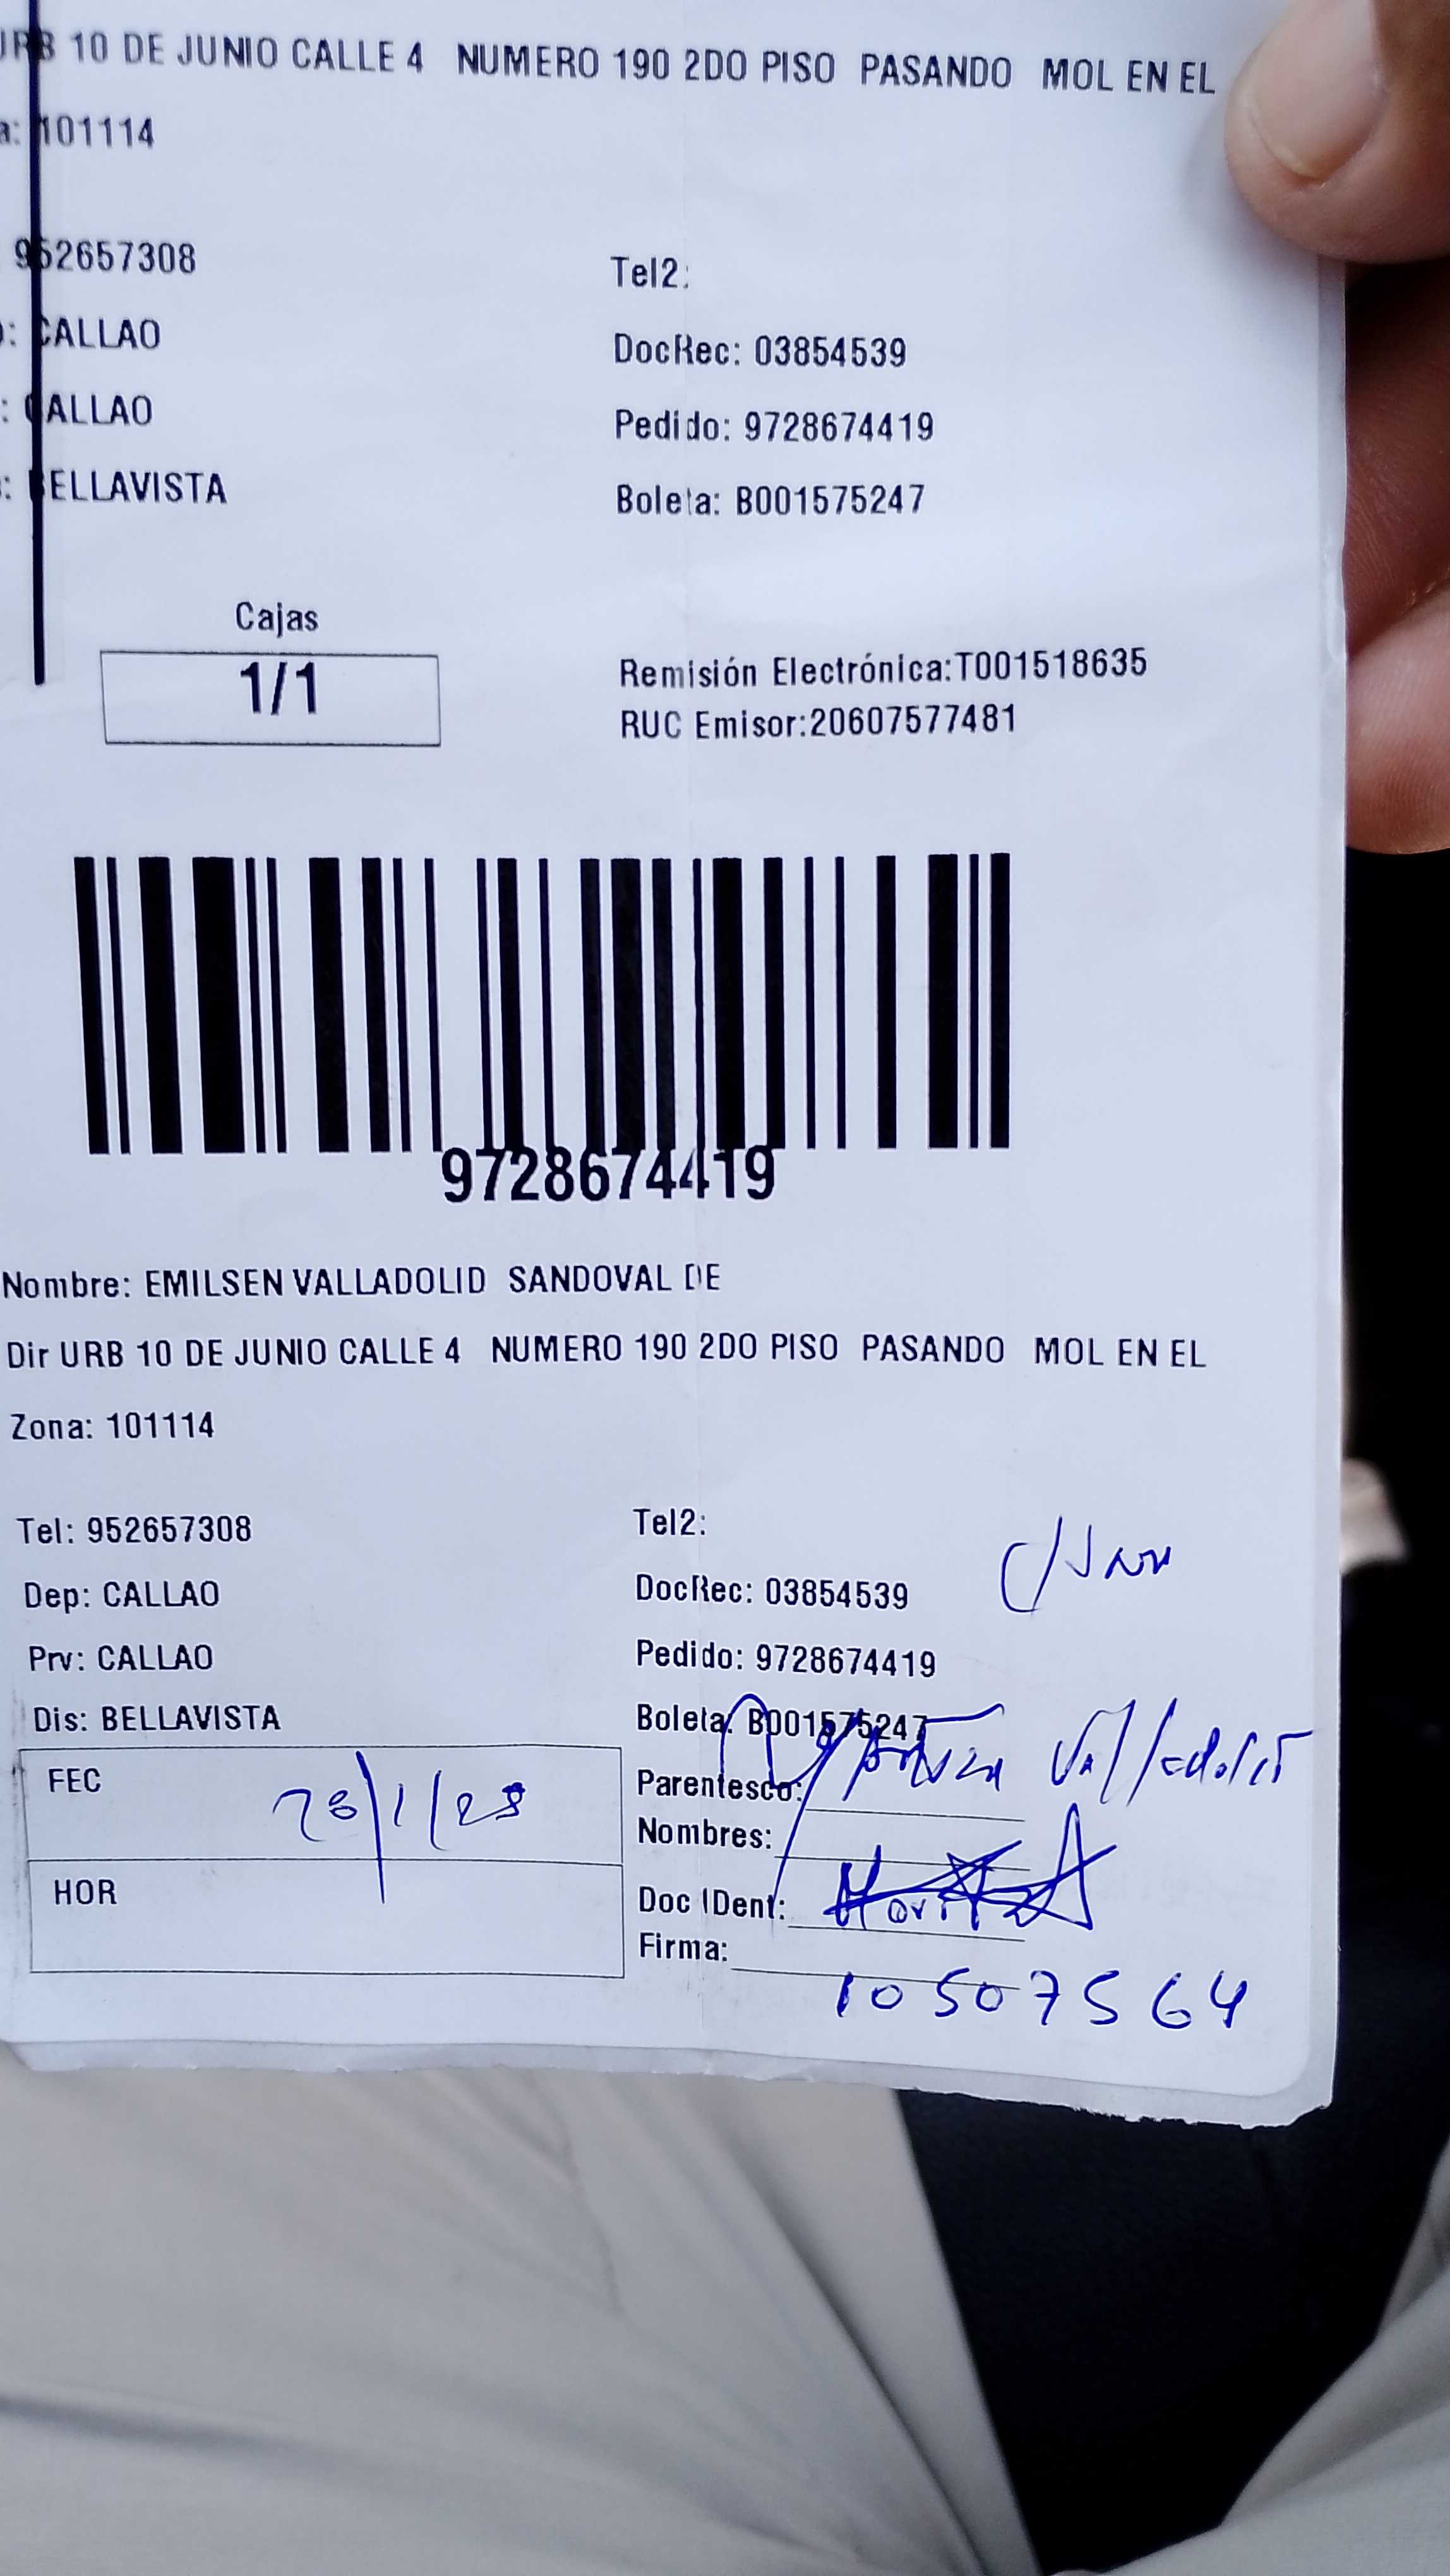 URB 10 DE JUNIO CALLE 4 NUMERO 190 2DO PISO PASANDO MOL EN EL
a: 101114
952657308 Tel2:
: CALLAO DocRec: 03854539
: CALLAO Pedido: 9728674419
: BELLAVISTA Boleta: B001575247
Cajas
1/1
Remisión Electrónica:T001518635
RUC Emisor:20607577481
9728674419
Nombre: EMILSEN VALLADOLID SANDOVAL DE
Dir URB 10 DE JUNIO CALLE 4 NUMERO 190 2DO PISO PASANDO MOL EN EL
Zona: 101114
Tel: 952657308 Tel2:
Dep: CALLAO DocRec: 03854539
Prv: CALLAO Pedido: 9728674419
Dis: BELLAVISTA Boleta: B001575247
FEC
Parentesco: Valladolid
Nombres:
HOR
Doc IDent:
Firma:
10507564